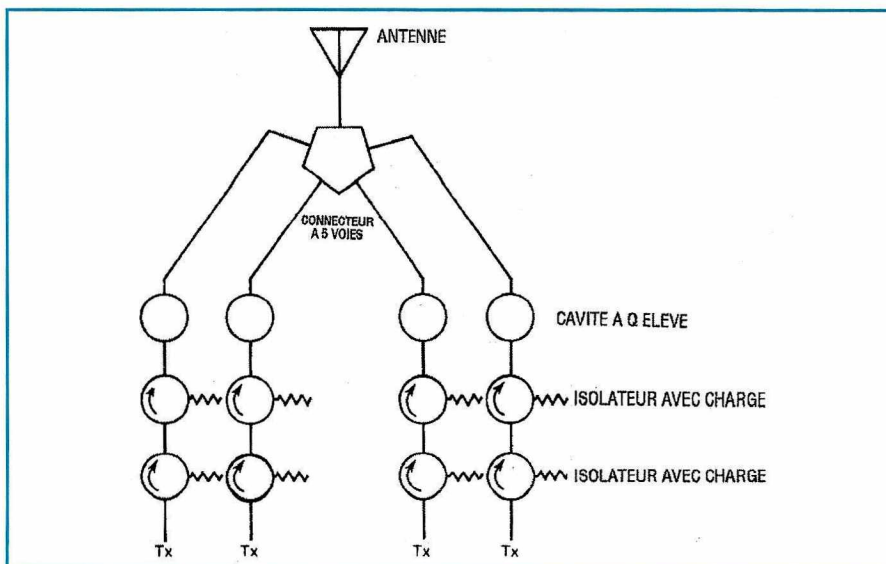 ANTENNE
CONNECTEUR
A 5 VOIES
CAVITE A Q ELEVE
ISOLATEUR AVEC CHARGE
ISOLATEUR AVEC CHARGE
Tx Tx Tx Tx